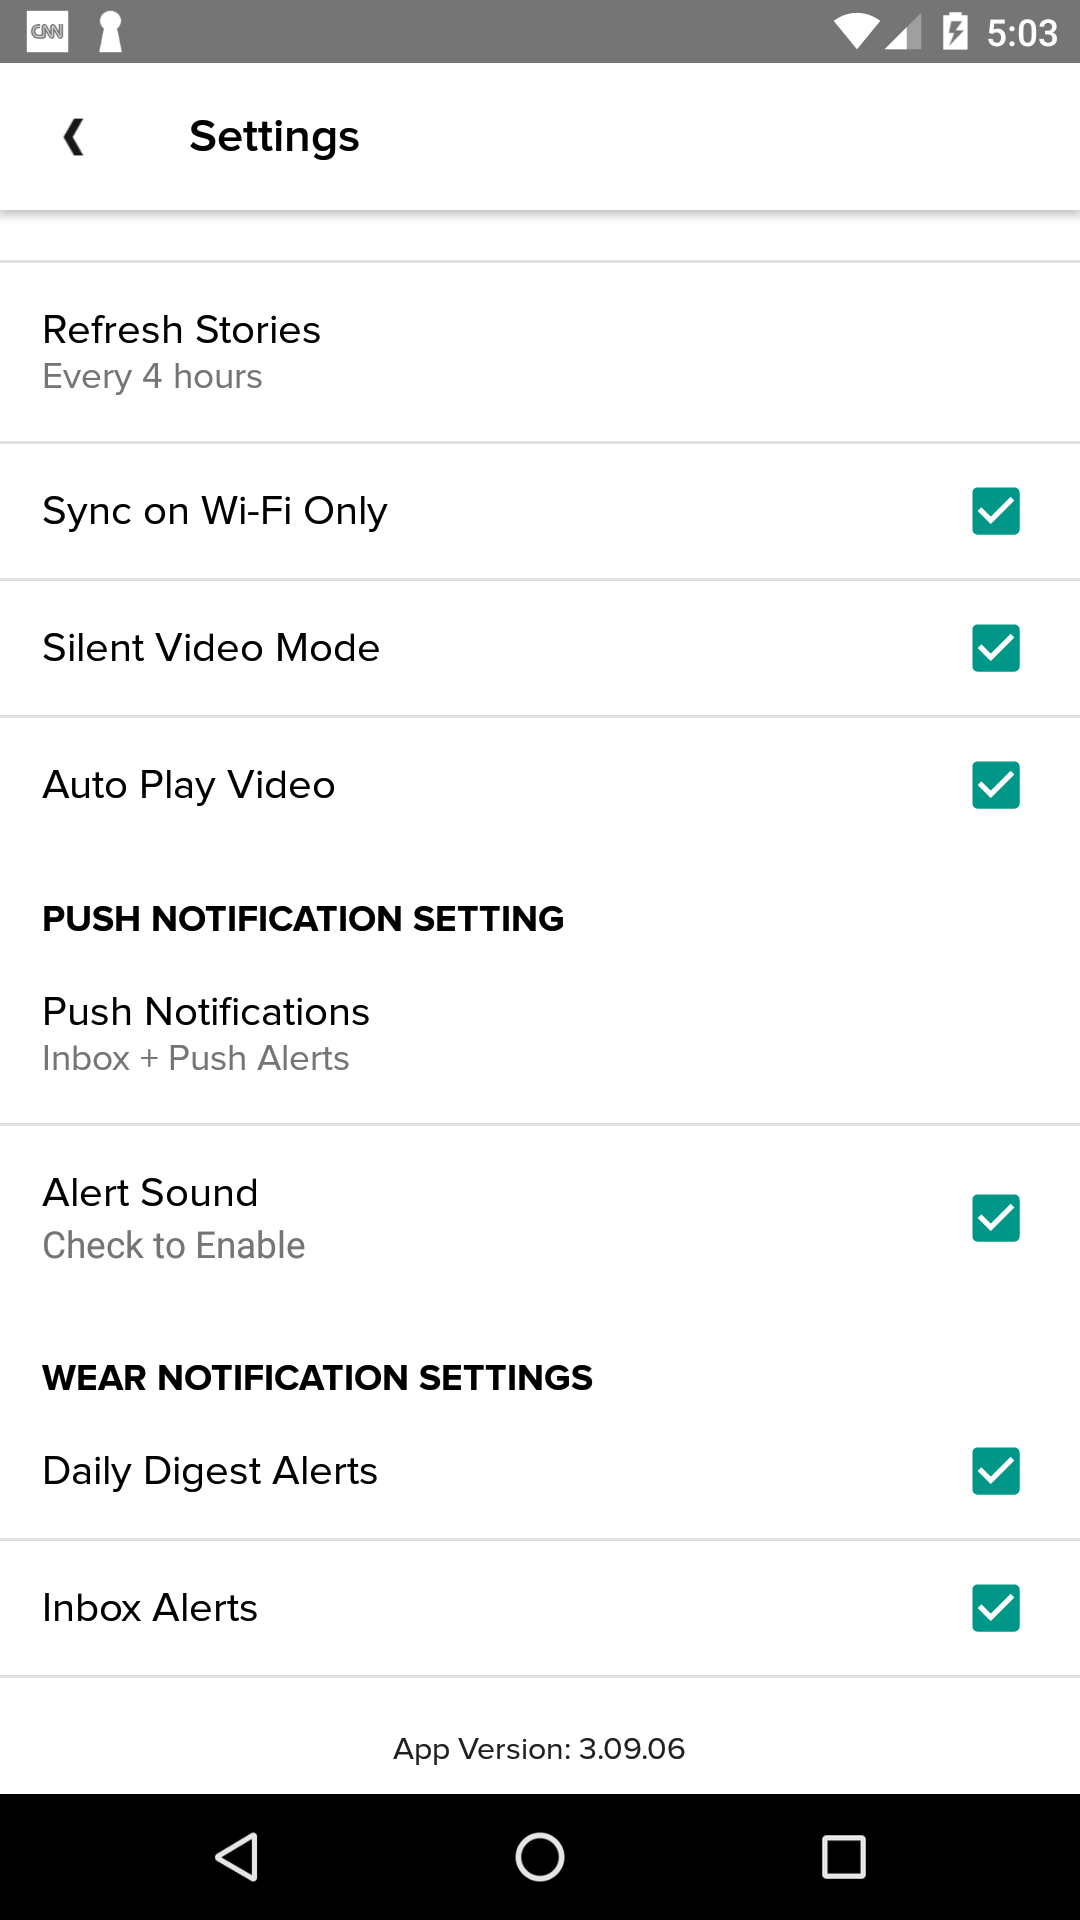 CNN
5:03
Settings
Refresh Stories
Every 4 hours
Sync on Wi-Fi Only
Silent Video Mode
Auto Play Video
PUSH NOTIFICATION SETTING
Push Notifications
Inbox + Push Alerts
Alert Sound
Check to Enable
WEAR NOTIFICATION SETTINGS
Daily Digest Alerts
Inbox Alerts
App Version: 3.09.06